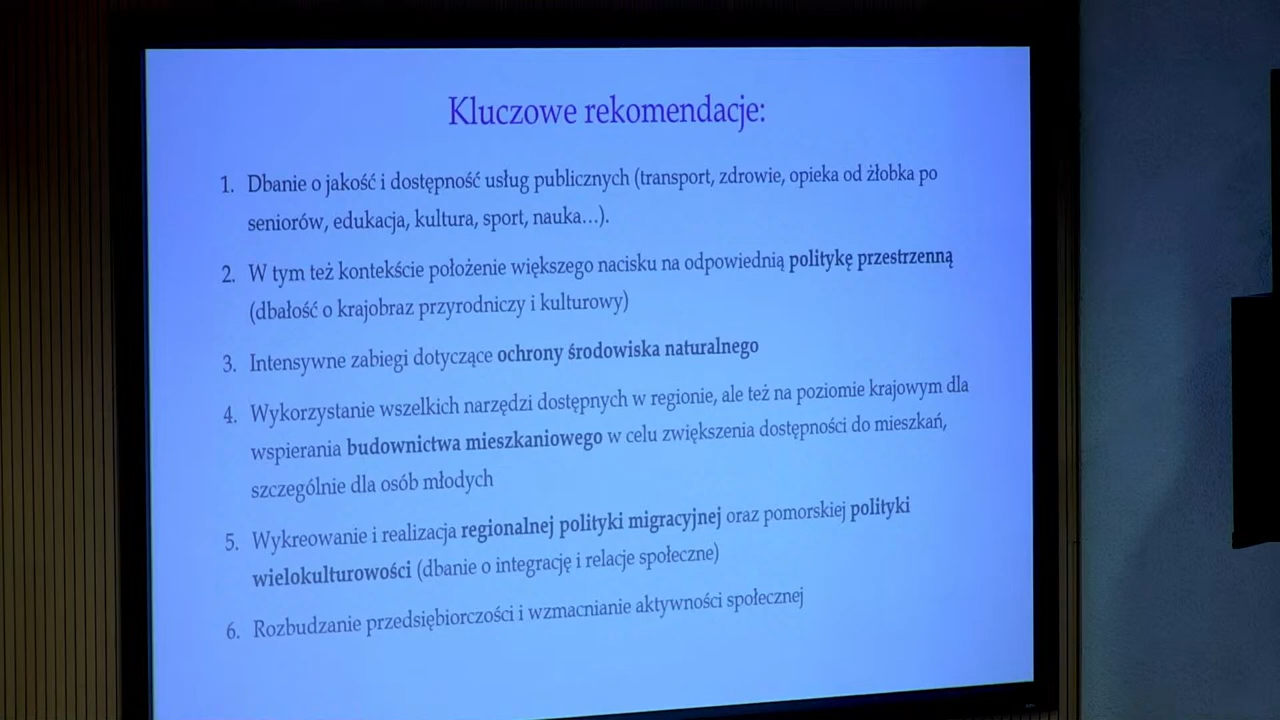 Kluczowe rekomendacje:
1. Dbanie o jakość i dostępność usług publicznych (transport, zdrowie, opieka od żłobka po
seniorów, edukacja, kultura, sport, nauka…).
2. W tym też kontekście położenie większego nacisku na odpowiednią politykę przestrzenną
(dbałość o krajobraz przyrodniczy i kulturowy)
3. Intensywne zabiegi dotyczące ochrony środowiska naturalnego
4. Wykorzystanie wszelkich narzędzi dostępnych w regionie, ale też na poziomie krajowym dla
wspierania budownictwa mieszkaniowego w celu zwiększenia dostępności do mieszkań,
szczególnie dla osób młodych
5. Wykreowanie i realizacja regionalnej polityki migracyjnej oraz pomorskiej polityki
wielokulturowości (dbanie o integrację i relacje społeczne)
6. Rozbudzanie przedsiębiorczości i wzmacnianie aktywności społecznej